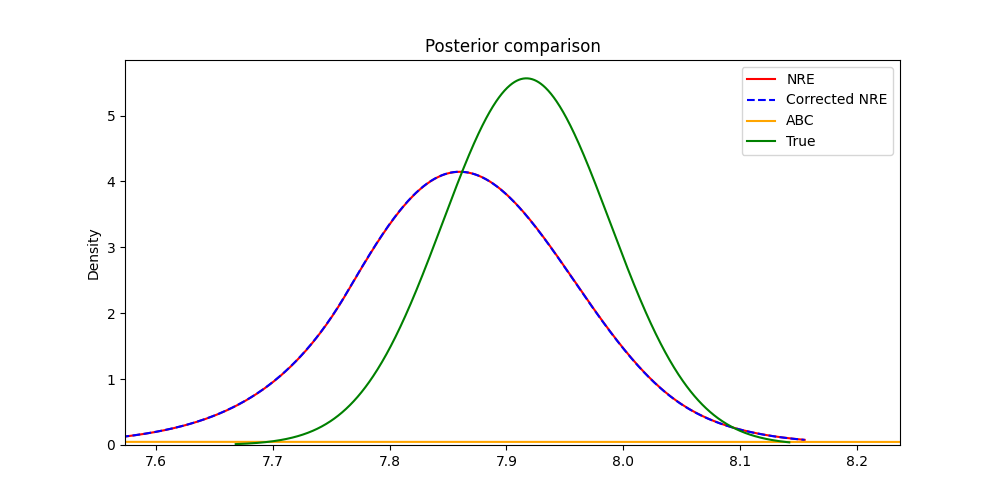 Posterior comparison
NRE
Corrected NRE
ABC
True
Density
5
4
3
2
1
0
7.6 7.7 7.8 7.9 8.0 8.1 8.2